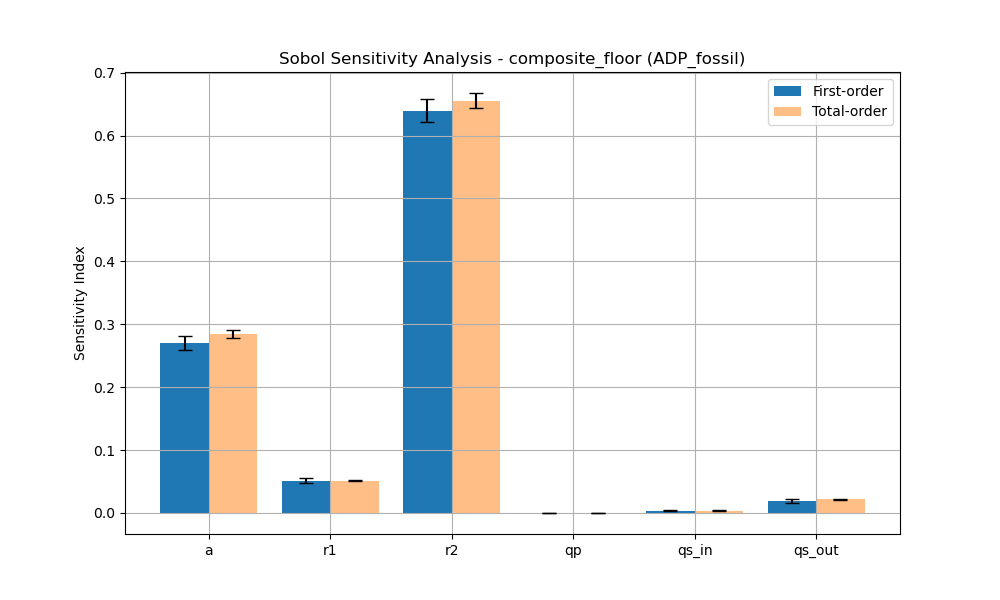 Sobol Sensitivity Analysis - composite_floor (ADP_fossil)
First-order
Total-order
Sensitivity Index
0.7
0.6
0.5
0.4
0.3
0.2
0.1
0.0
a r1 r2 qp qs_in qs_out